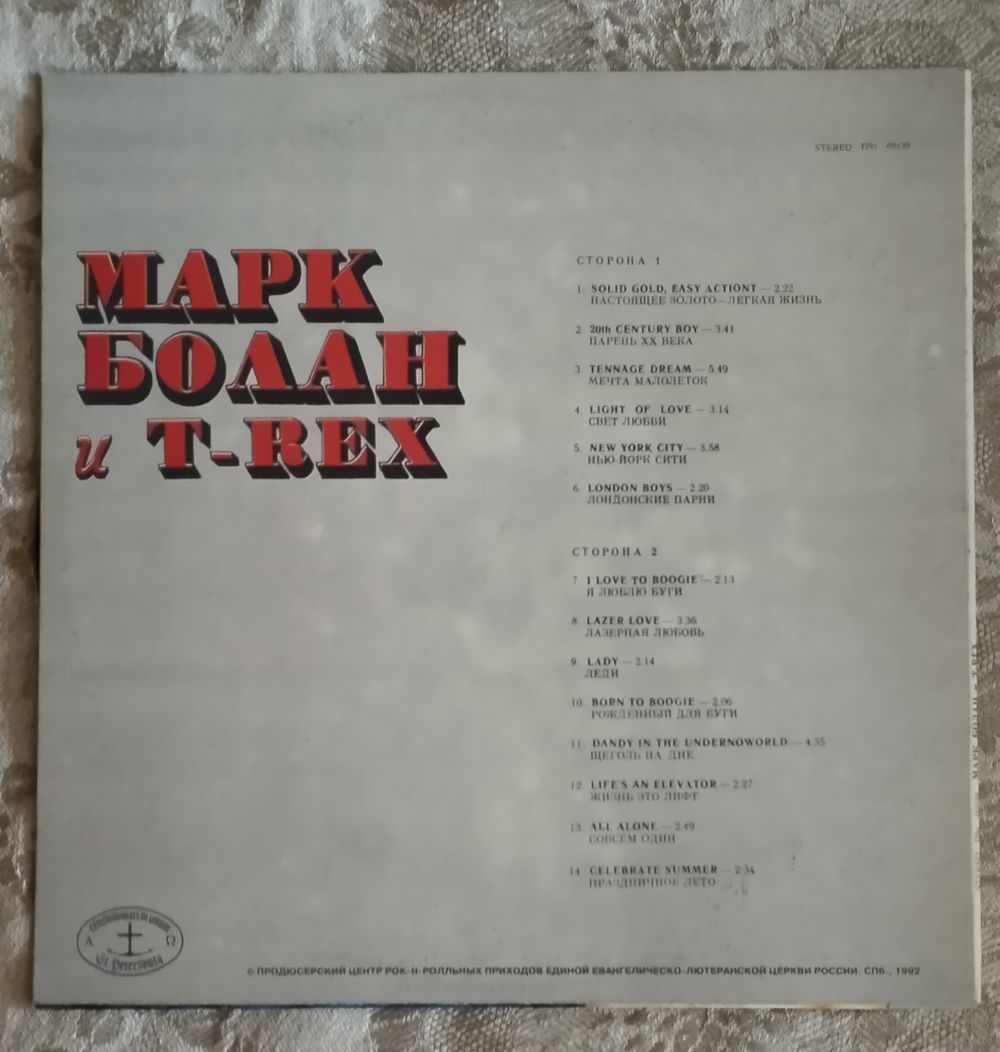 STEREO П91 00139
МАРК
БОЛАН
и T-REX
СТОРОНА 1
1. SOLID GOLD, EASY ACTIONT — 2.22
НАСТОЯЩЕЕ ЗОЛОТО—ЛЕГКАЯ ЖИЗНЬ
2. 20th CENTURY BOY — 3.41
ПАРЕНЬ XX ВЕКА
3. TENNAGE DREAM — 5.49
МЕЧТА МАЛОЛЕТОК
4. LIGHT OF LOVE — 3.14
СВЕТ ЛЮБВИ
5. NEW YORK CITY — 3.58
НЬЮ-ЙОРК СИТИ
6. LONDON BOYS — 2.20
ЛОНДОНСКИЕ ПАРНИ
СТОРОНА 2
7. I LOVE TO BOOGIE — 2.13
Я ЛЮБЛЮ БУГИ
8. LAZER LOVE — 3.36
ЛАЗЕРНАЯ ЛЮБОВЬ
9. LADY — 2.14
ЛЕДИ
10. BORN TO BOOGIE — 2.06
РОЖДЕННЫЙ ДЛЯ БУГИ
11. DANDY IN THE UNDERNOWORLD — 4.35
ЩЕГОЛЬ НА ДНЕ
12. LIFE'S AN ELEVATOR — 2.27
ЖИЗНЬ ЭТО ЛИФТ
13. ALL ALONE — 2.49
СОВСЕМ ОДИН
14. CELEBRATE SUMMER — 2.34
ПРАЗДНИЧНОЕ ЛЕТО
МАРК БОЛАН и T-REX
Α Ω
St. Petersburg
© ПРОДЮСЕРСКИЙ ЦЕНТР РОК-Н-РОЛЛЬНЫХ ПРИХОДОВ ЕДИНОЙ ЕВАНГЕЛИЧЕСКО-ЛЮТЕРАНСКОЙ ЦЕРКВИ РОССИИ. СПб., 1992